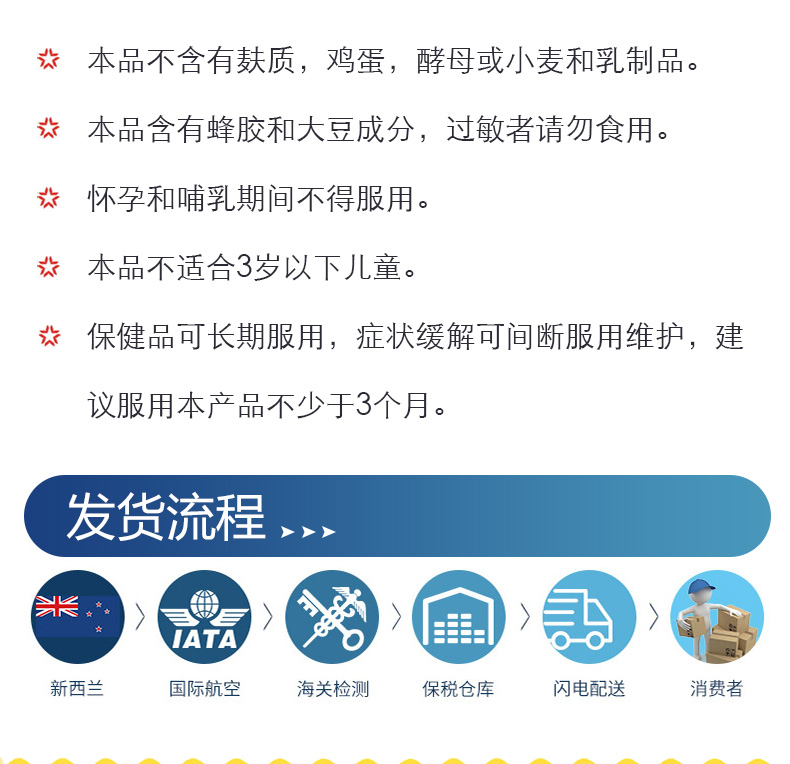 本品不含有麸质，鸡蛋，酵母或小麦和乳制品。
本品含有蜂胶和大豆成分，过敏者请勿食用。
怀孕和哺乳期间不得服用。
本品不适合3岁以下儿童。
保健品可长期服用，症状缓解可间断服用维护，建
议服用本产品不少于3个月。
发货流程
IATA
新西兰
国际航空
海关检测
保税仓库
闪电配送
消费者